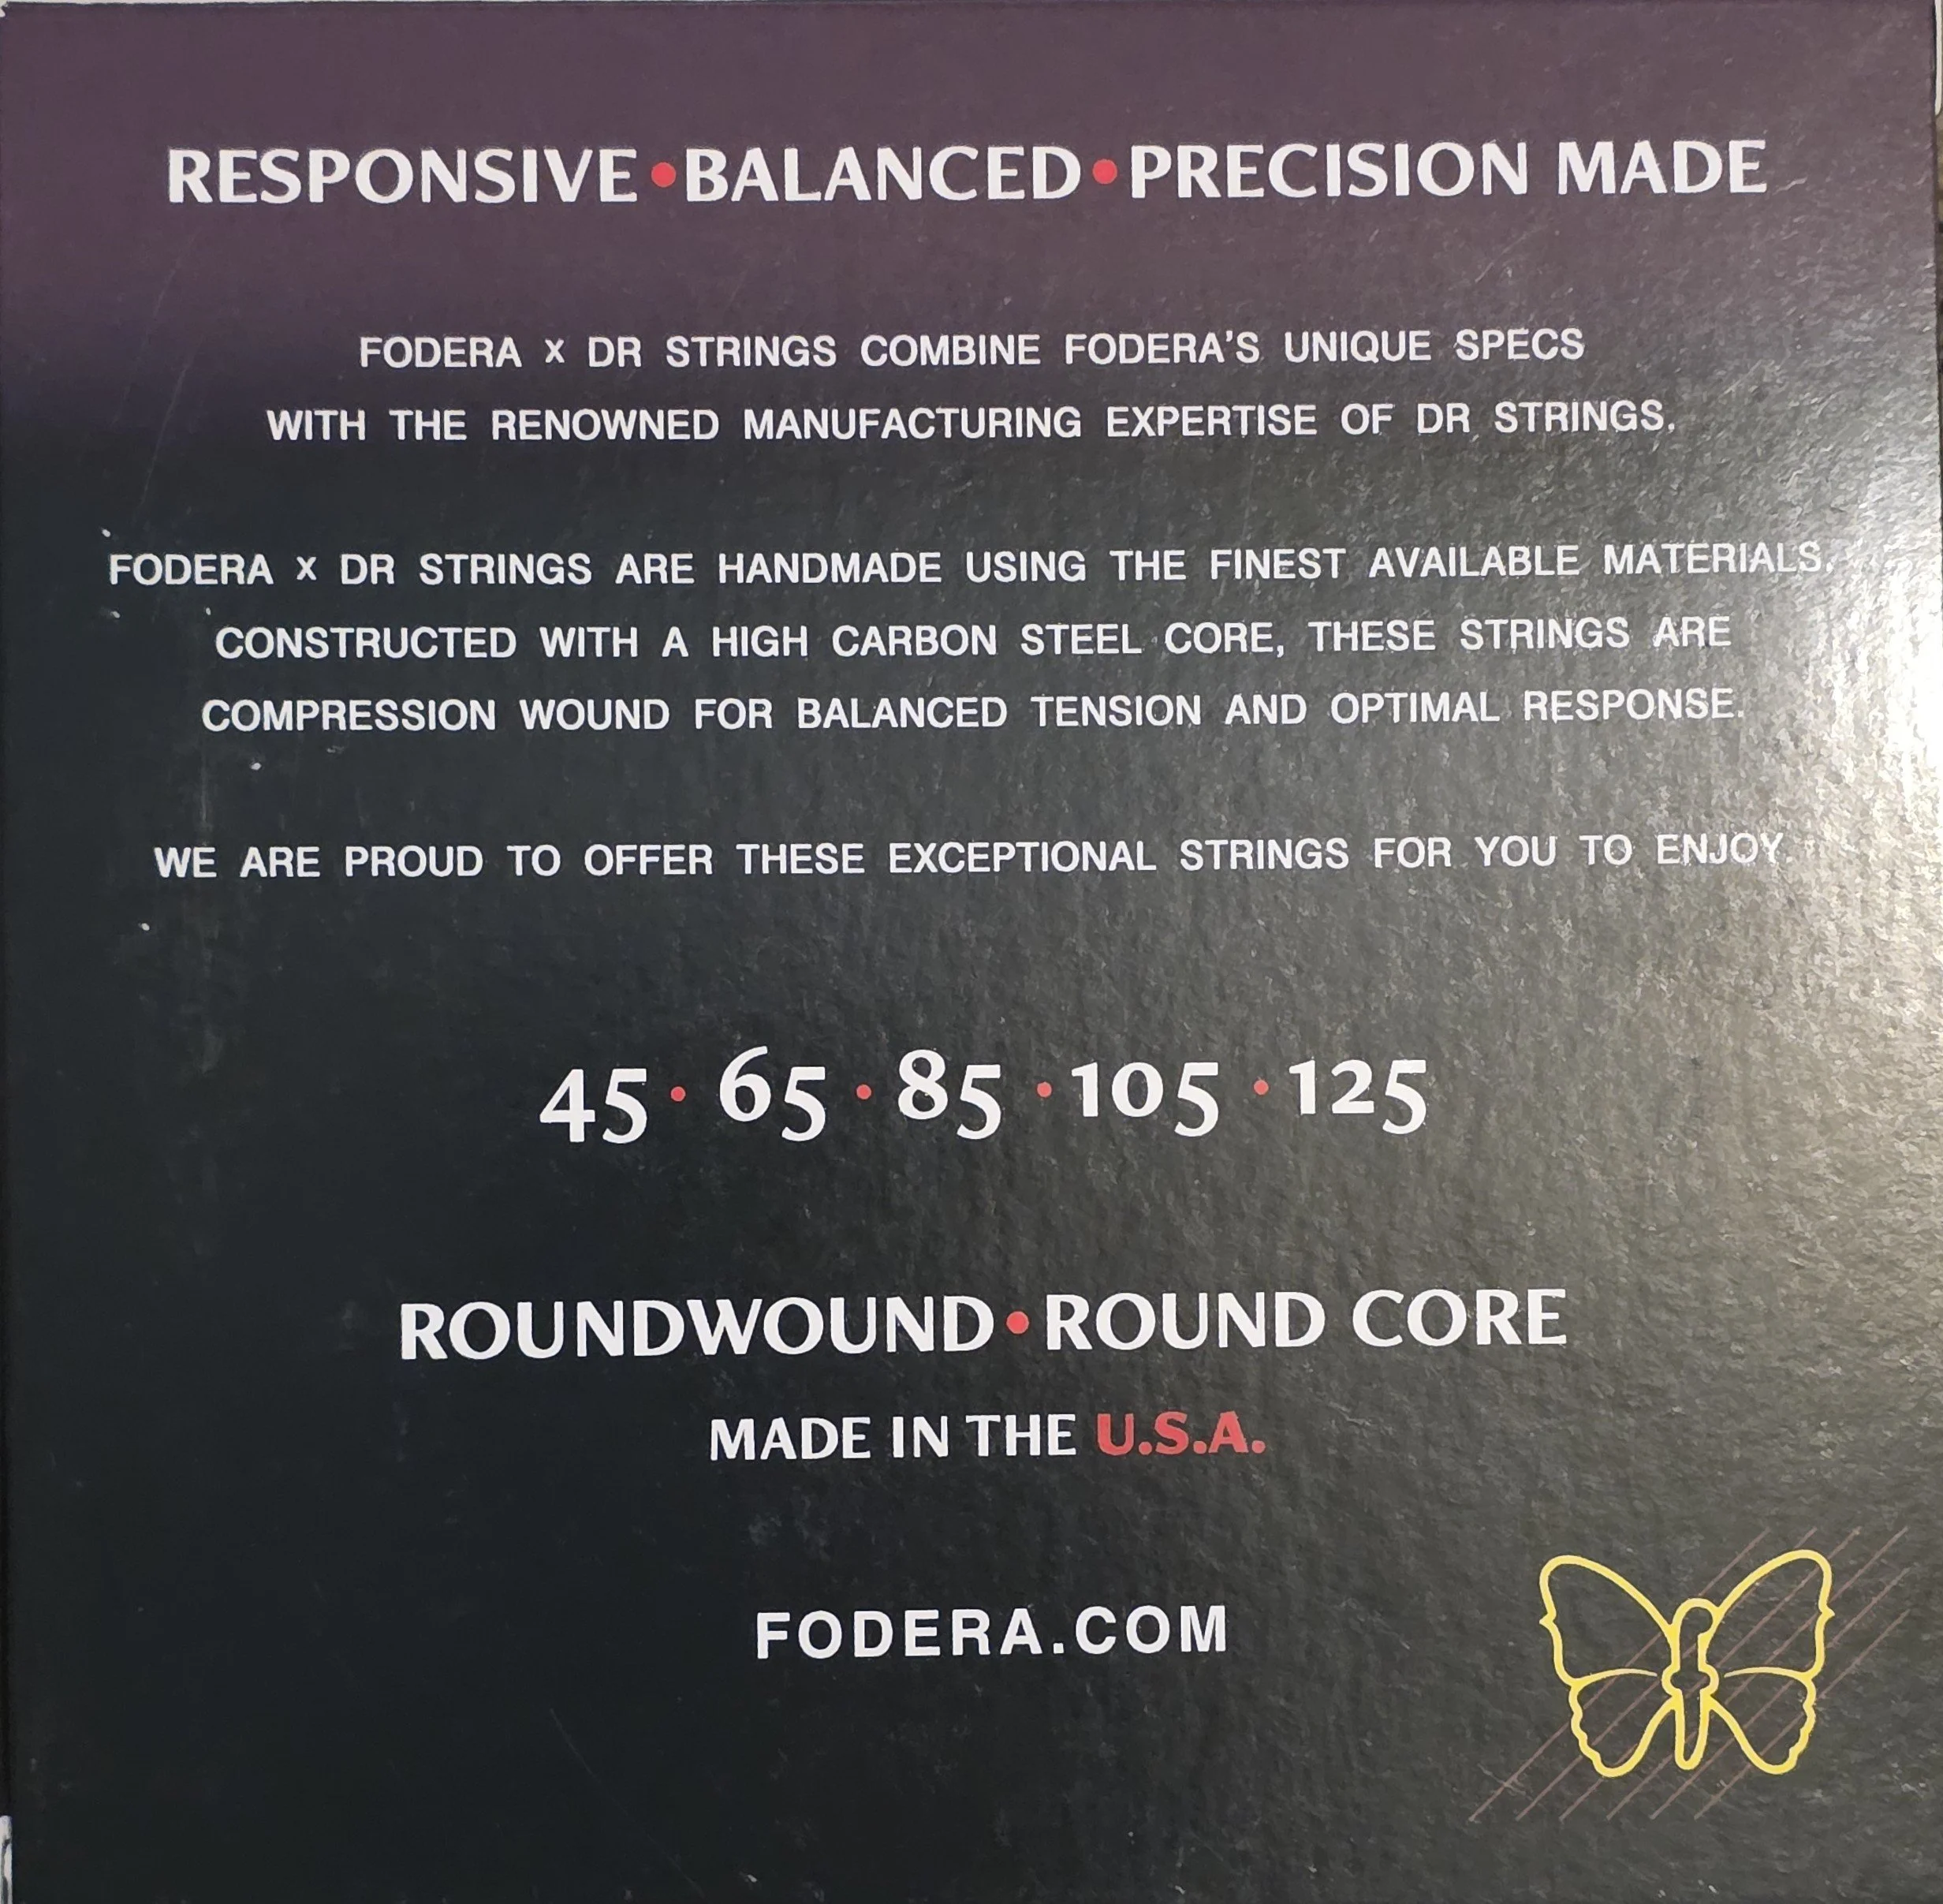 RESPONSIVE•BALANCED•PRECISION MADE
FODERA x DR STRINGS COMBINE FODERA'S UNIQUE SPECS
WITH THE RENOWNED MANUFACTURING EXPERTISE OF DR STRINGS.
FODERA x DR STRINGS ARE HANDMADE USING THE FINEST AVAILABLE MATERIALS.
CONSTRUCTED WITH A HIGH CARBON STEEL CORE, THESE STRINGS ARE
COMPRESSION WOUND FOR BALANCED TENSION AND OPTIMAL RESPONSE.
WE ARE PROUD TO OFFER THESE EXCEPTIONAL STRINGS FOR YOU TO ENJOY.
45 • 65 • 85 • 105 • 125
ROUNDWOUND•ROUND CORE
MADE IN THE U.S.A.
FODERA.COM